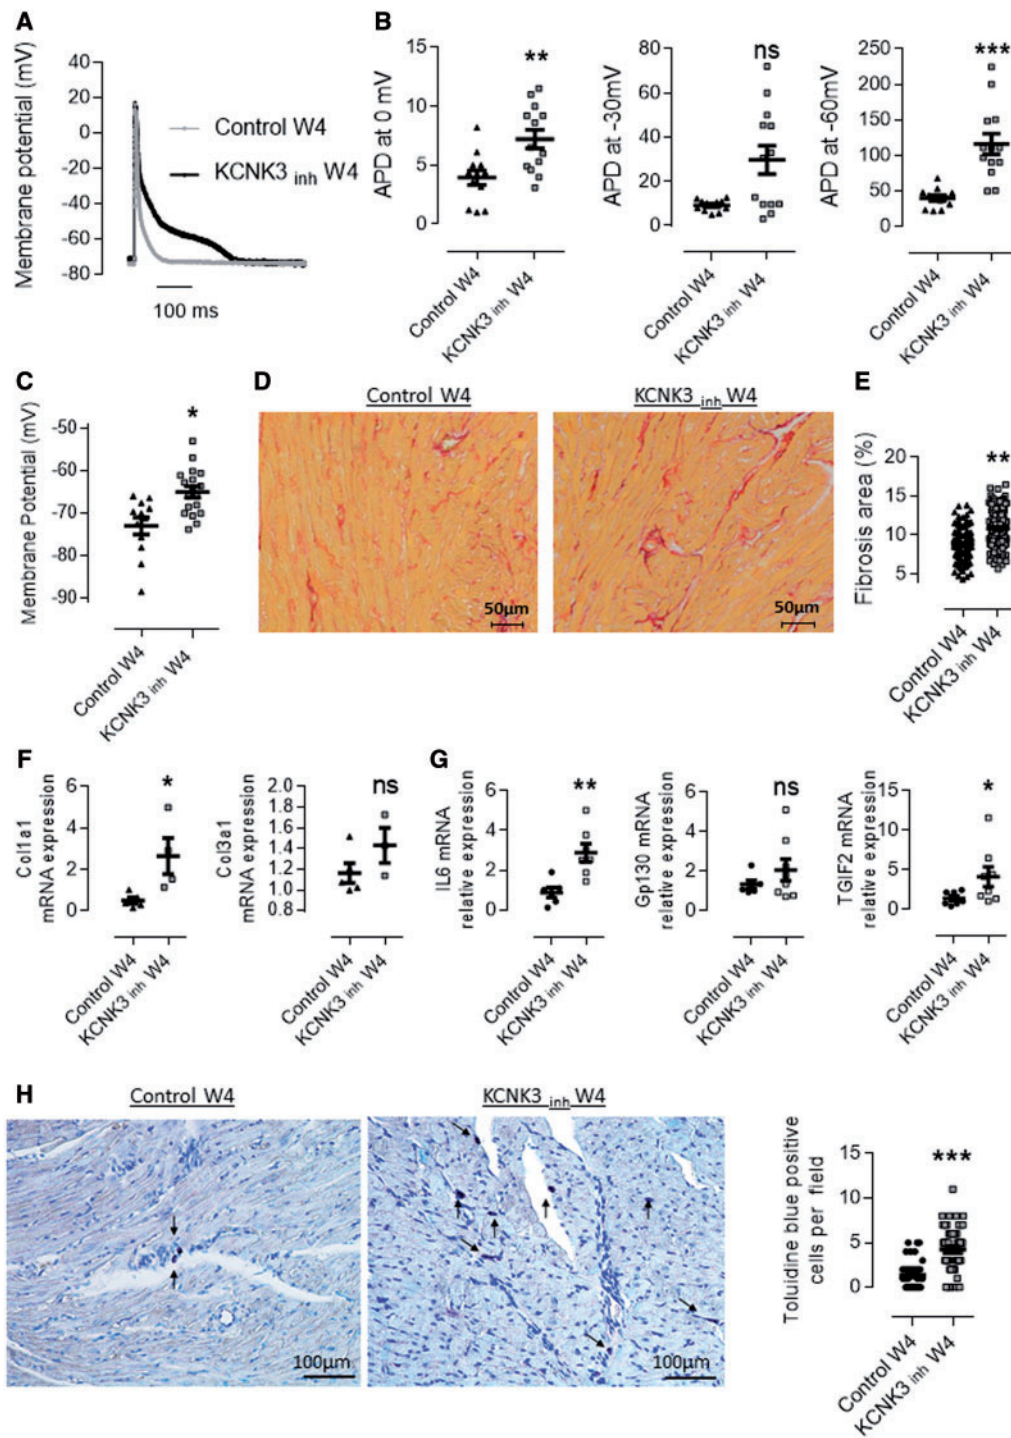 A
Membrane potential (mV)
40
20
0
-20
-40
-60
-80
Control W4
KCNK3 inh W4
100 ms
B
APD at 0 mV
15
10
5
0
**
Control W4
KCNK3 inh W4
APD at -30mV
80
60
40
20
0
ns
Control W4
KCNK3 inh W4
APD at -60mV
250
200
150
100
50
0
***
Control W4
KCNK3 inh W4
C
Membrane Potential (mV)
-50
-60
-70
-80
-90
*
Control W4
KCNK3 inh W4
D
Control W4
50µm
KCNK3 inh W4
50µm
E
Fibrosis area (%)
20
15
10
5
**
Control W4
KCNK3 inh W4
F
Col1a1
mRNA expression
6
4
2
0
*
Control W4
KCNK3 inh W4
Col3a1
mRNA expression
2.0
1.8
1.6
1.4
1.2
1.0
0.8
ns
Control W4
KCNK3 inh W4
G
IL6 mRNA
relative expression
6
4
2
0
**
Control W4
KCNK3 inh W4
Gp130 mRNA
relative expression
6
4
2
0
ns
Control W4
KCNK3 inh W4
TGIF2 mRNA
relative expression
15
10
5
0
*
Control W4
KCNK3 inh W4
H
Control W4
100µm
KCNK3 inh W4
100µm
Toluidine blue positive
cells per field
15
10
5
0
***
Control W4
KCNK3 inh W4